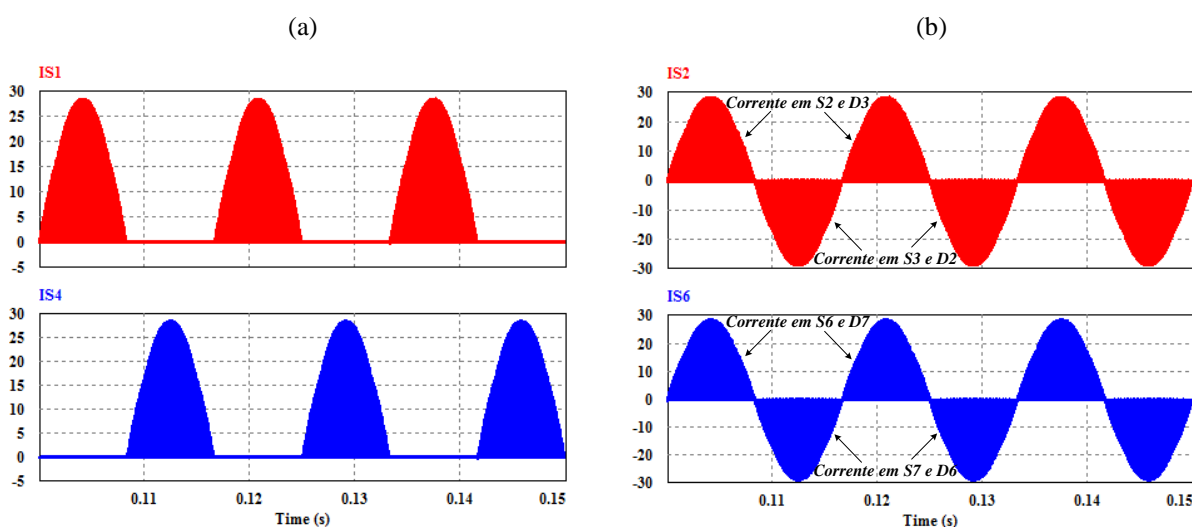 (a)
IS1
30
25
20
15
10
5
0
-5
IS4
30
25
20
15
10
5
0
-5
0.11 0.12 0.13 0.14 0.15
Time (s)
(b)
IS2
30
20
10
0
-10
-20
-30
Corrente em S2 e D3
Corrente em S3 e D2
IS6
30
20
10
0
-10
-20
-30
Corrente em S6 e D7
Corrente em S7 e D6
0.11 0.12 0.13 0.14 0.15
Time (s)